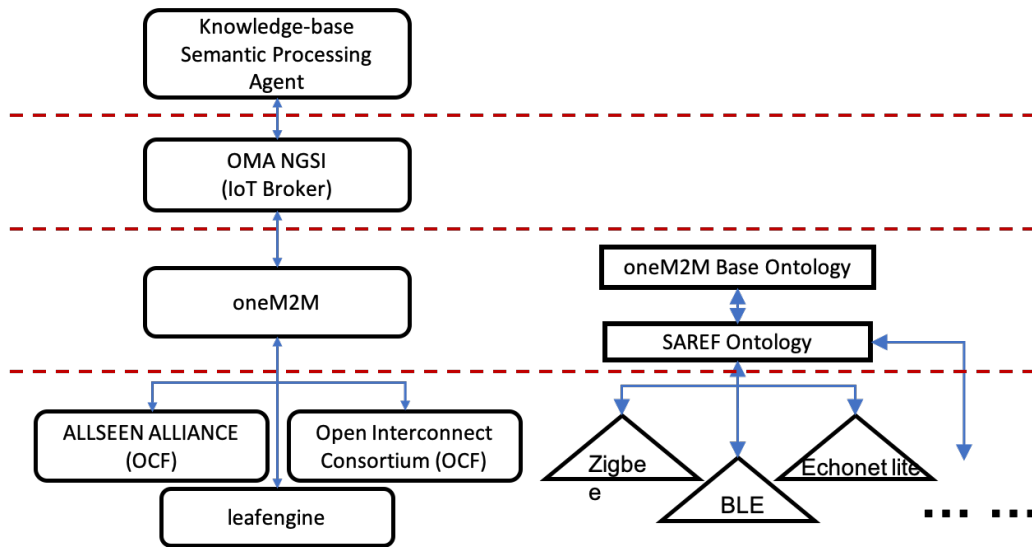 Knowledge-base
Semantic Processing
Agent
OMA NGSI
(IoT Broker)
oneM2M
oneM2M Base Ontology
SAREF Ontology
ALLSEEN ALLIANCE
(OCF)
Open Interconnect
Consortium (OCF)
leafengine
Zigbe
e
BLE
Echonet lite
... ...